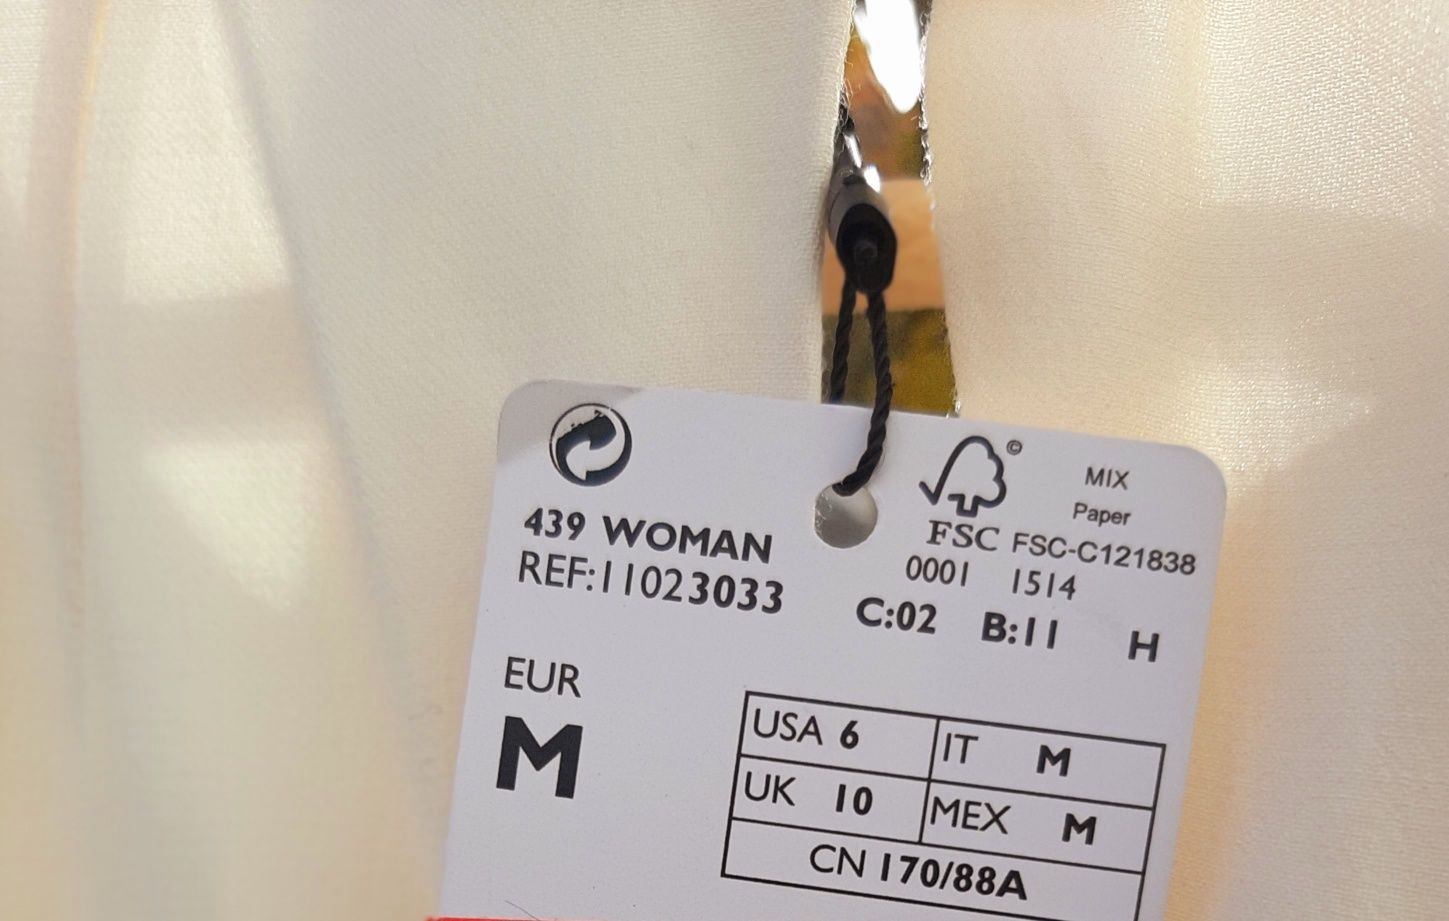 439 WOMAN
REF:11023033
©
MIX
Paper
FSC FSC-C121838
0001 1514
C:02 B:11 H
EUR
M
USA 6 IT M
UK 10 MEX M
CN 170/88A